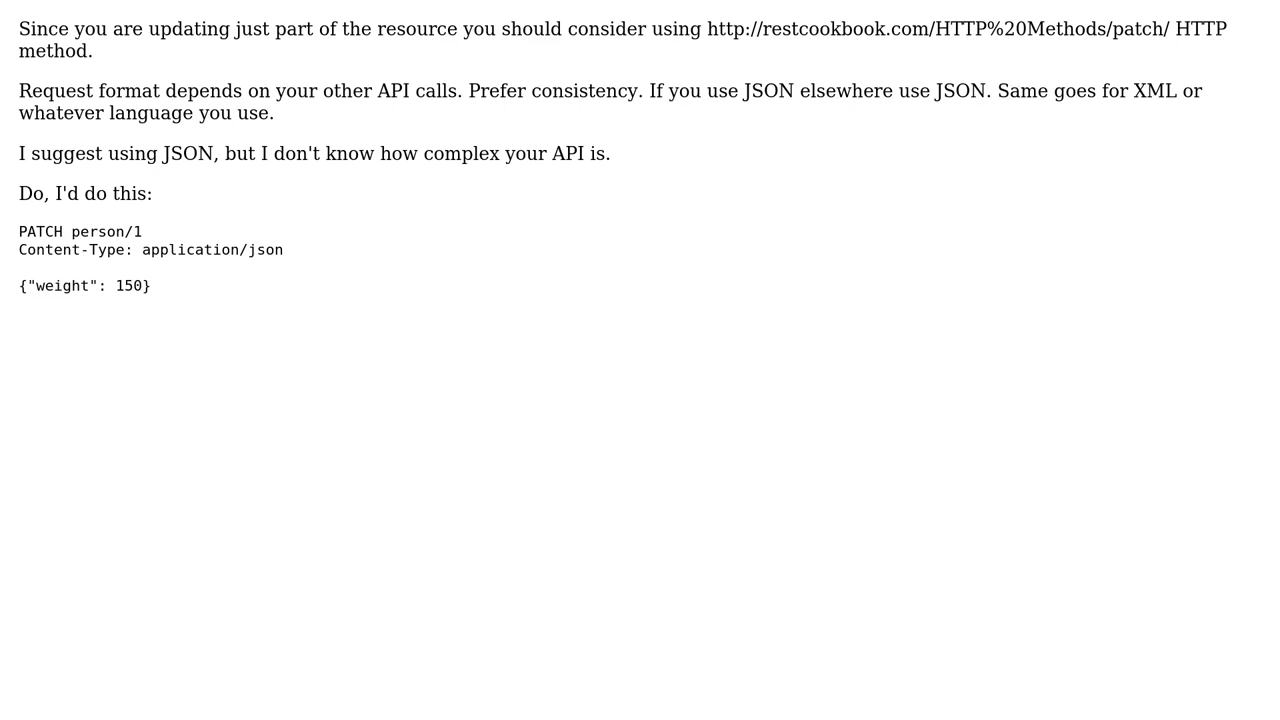 Since you are updating just part of the resource you should consider using http://restcookbook.com/HTTP%20Methods/patch/ HTTP
method.
Request format depends on your other API calls. Prefer consistency. If you use JSON elsewhere use JSON. Same goes for XML or
whatever language you use.
I suggest using JSON, but I don't know how complex your API is.
Do, I'd do this:
PATCH person/1
Content-Type: application/json
{"weight": 150}